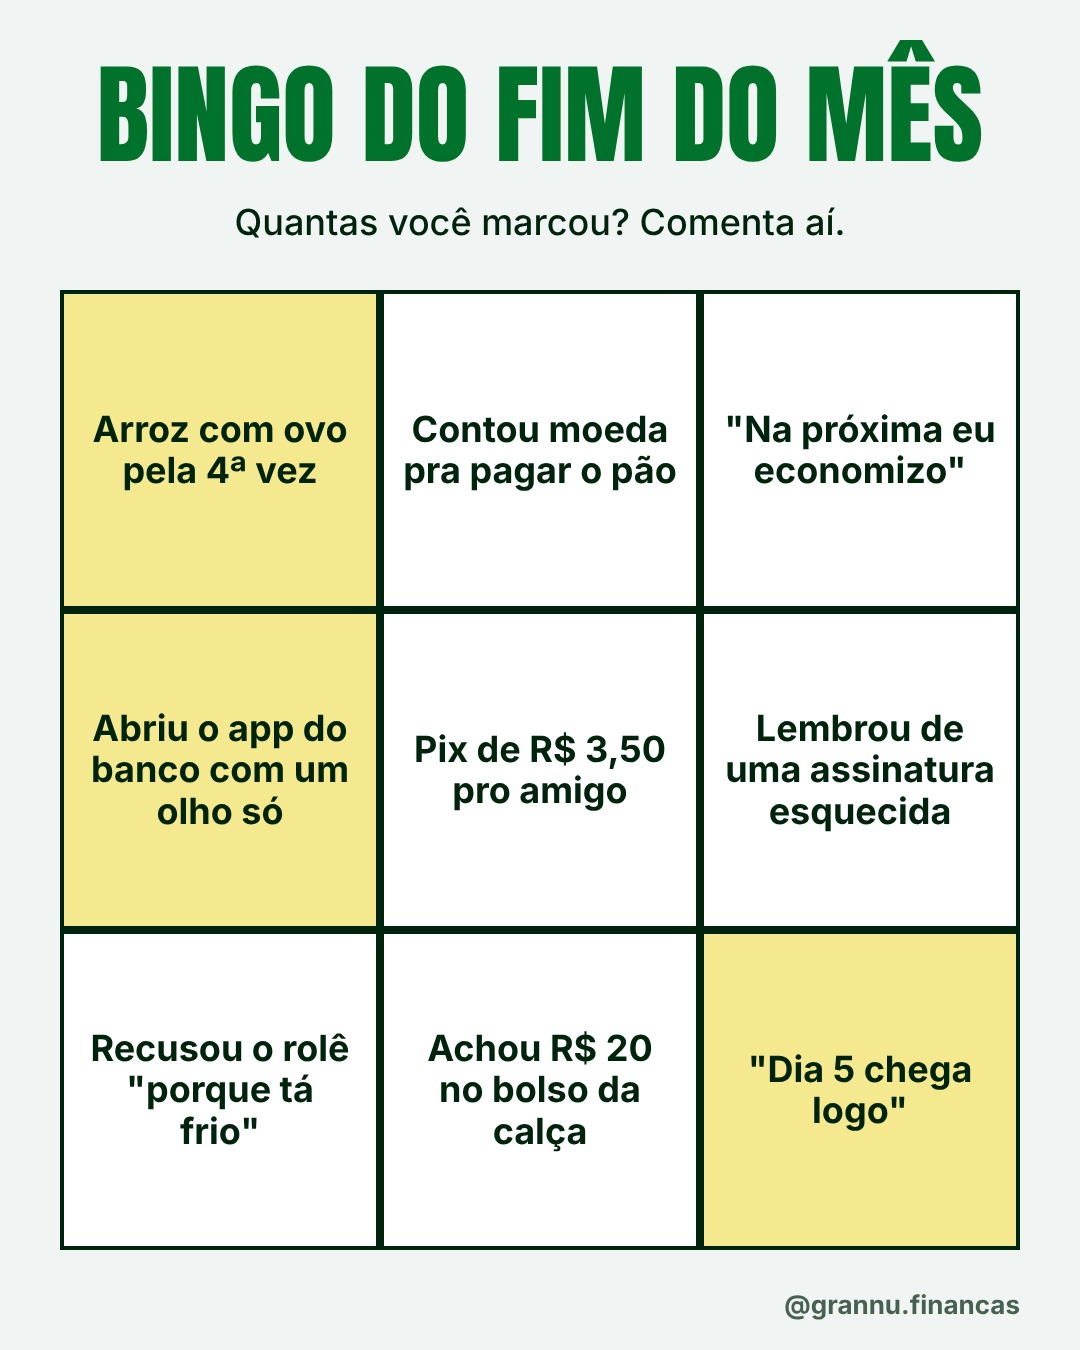 BINGO DO FIM DO MÊS
Quantas você marcou? Comenta aí.
Arroz com ovo
pela 4ª vez
Contou moeda
pra pagar o pão
"Na próxima eu
economizo"
Abriu o app do
banco com um
olho só
Pix de R$ 3,50
pro amigo
Lembrou de
uma assinatura
esquecida
Recusou o rolê
"porque tá
frio"
Achou R$ 20
no bolso da
calça
"Dia 5 chega
logo"
@grannu.financas